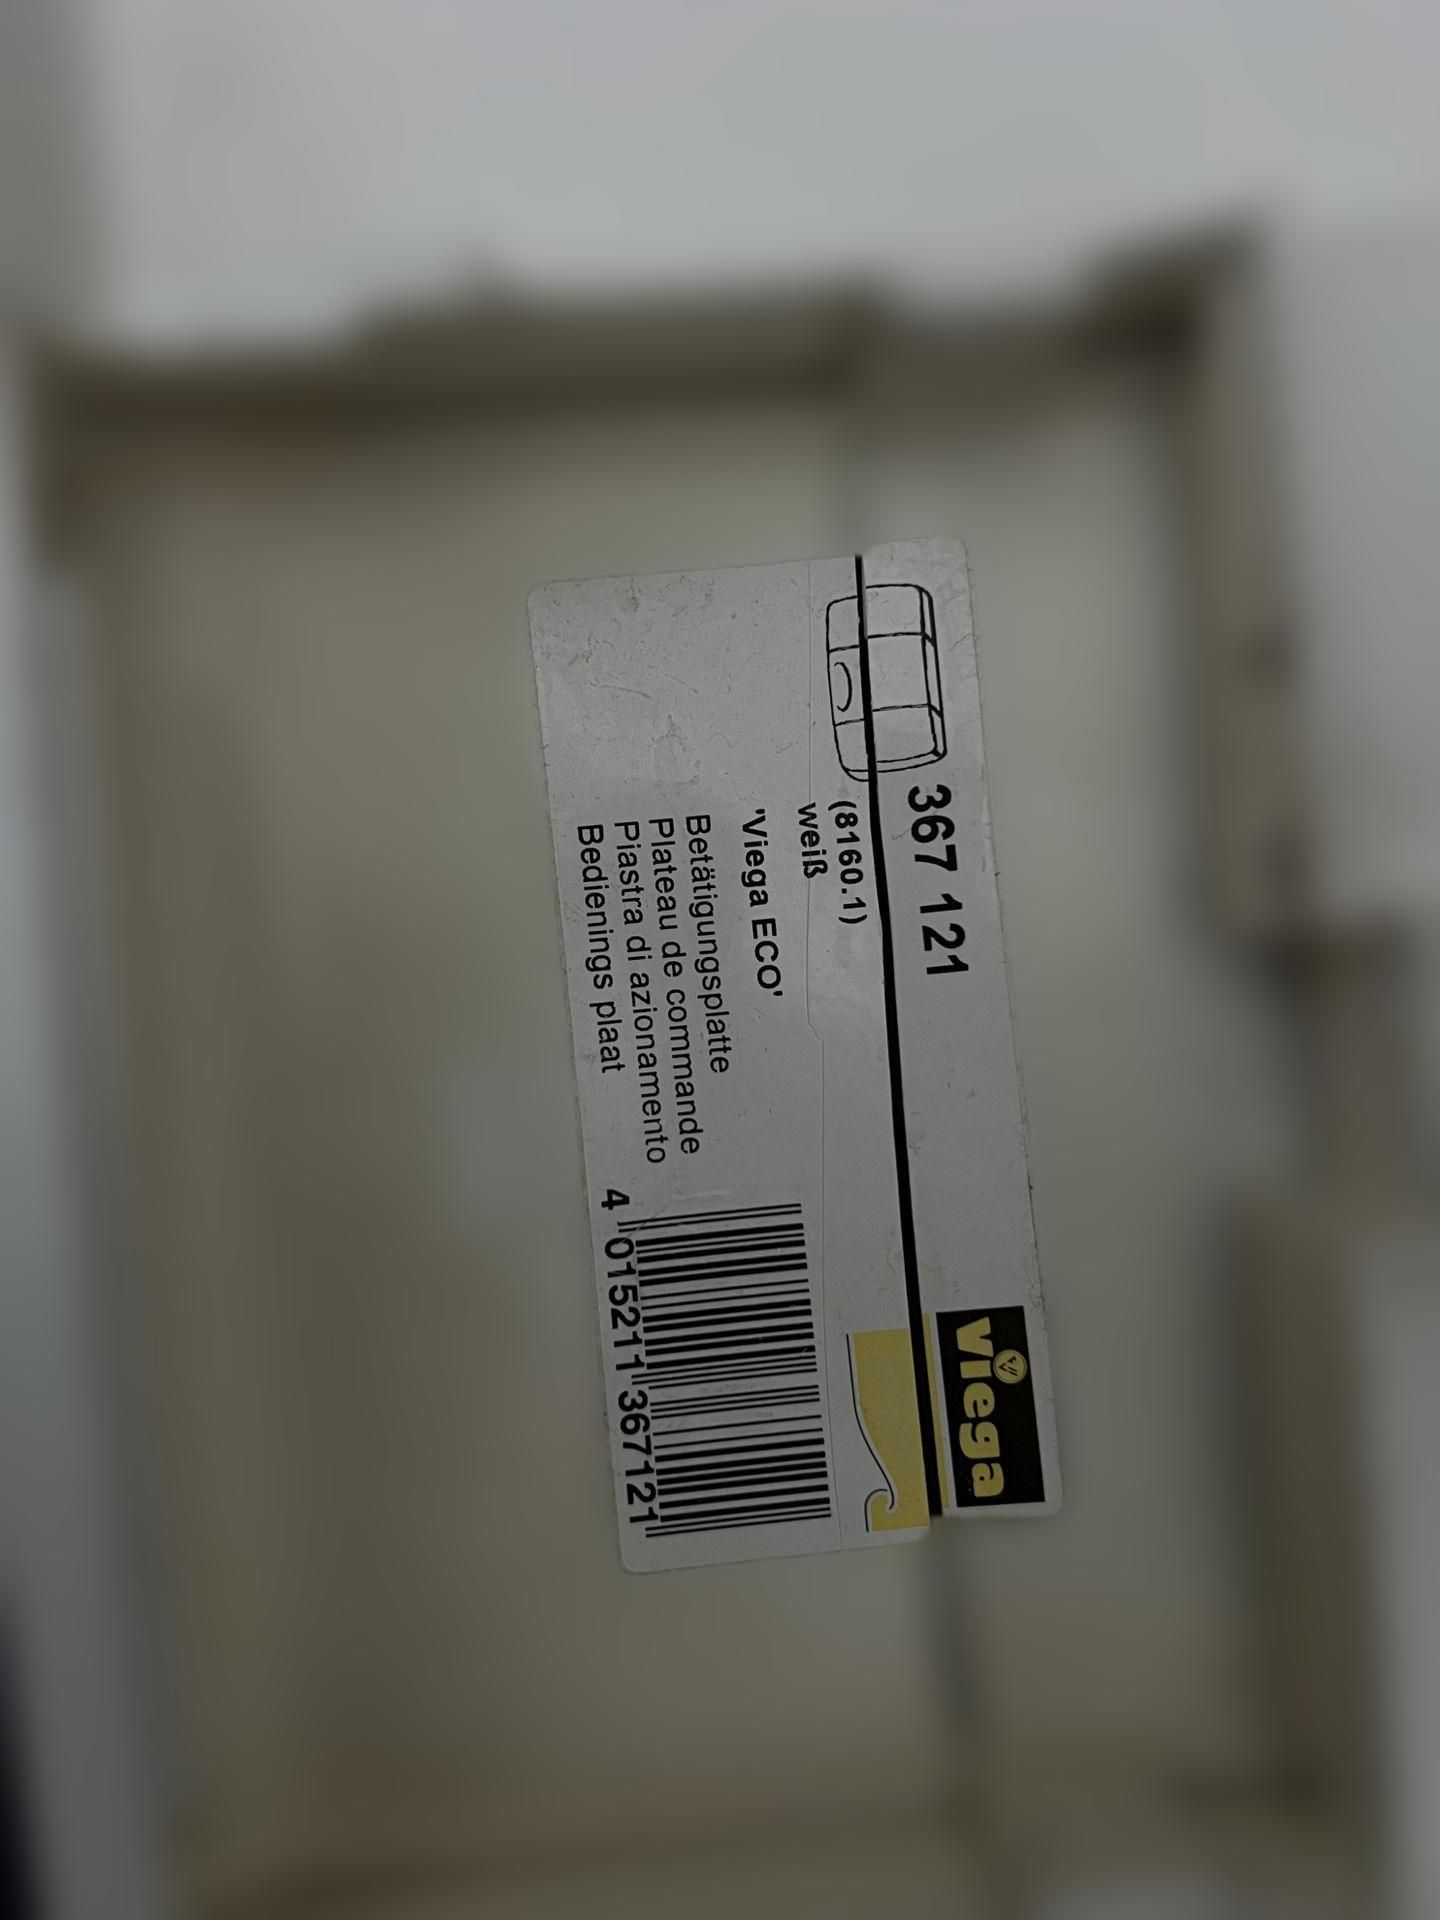 367 121
viega
(8160.1)
weiß
'Viega ECO'
Betätigungsplatte
Plateau de commande
Piastra di azionamento
Bedienings plaat
4 015211 367121